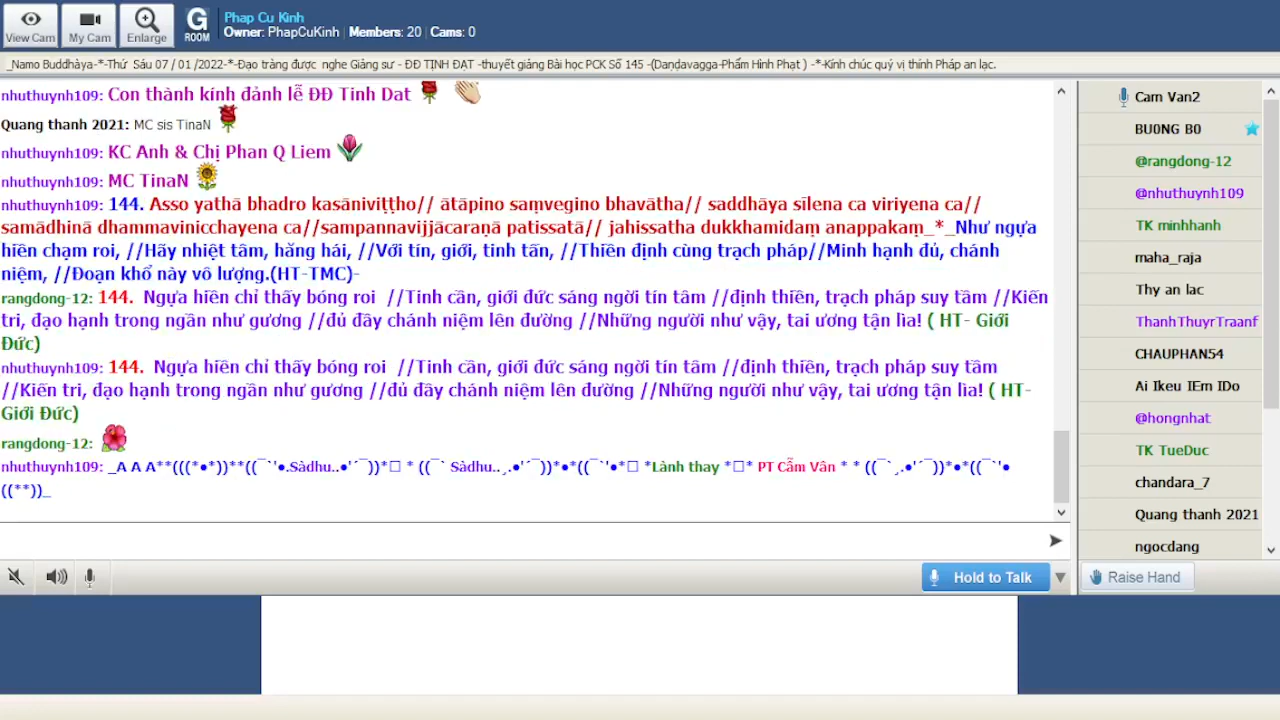 View Cam
My Cam
Enlarge
G
ROOM
Phap Cu Kinh
Owner: PhapCuKinh | Members: 20 | Cams: 0
_Namo Buddhàya-*-Thứ Sáu 07 / 01 /2022-*-Đạo tràng được nghe Giảng sư - ĐĐ TỊNH ĐẠT -thuyết giảng Bài học PCK Số 145 -(Daṇḍavagga-Phẩm Hình Phạt ) -*-Kính chúc quý vị thính Pháp an lạc.
nhuthuynh109: Con thành kính đảnh lễ ĐĐ Tinh Dat
Quang thanh 2021: MC sis TinaN
nhuthuynh109: KC Anh & Chị Phan Q Liem
nhuthuynh109: MC TinaN
nhuthuynh109: 144. Asso yathā bhadro kasāniviṭṭho// ātāpino saṃvegino bhavātha// saddhāya sīlena ca viriyena ca//
samādhinā dhammavinicchayena ca//sampannavijjācaraṇā patissatā// jahissatha dukkhamidaṃ anappakaṃ_*_Như ngựa
hiền chạm roi, //Hãy nhiệt tâm, hăng hái, //Với tín, giới, tinh tấn, //Thiền định cùng trạch pháp//Minh hạnh đủ, chánh
niệm, //Đoạn khổ này vô lượng.(HT-TMC)-
rangdong-12: 144. Ngựa hiền chỉ thấy bóng roi //Tinh cần, giới đức sáng ngời tín tâm //định thiền, trạch pháp suy tầm //Kiến
tri, đạo hạnh trong ngần như gương //đủ đầy chánh niệm lên đường //Những người như vậy, tai ương tận lìa! ( HT- Giới
Đức)
nhuthuynh109: 144. Ngựa hiền chỉ thấy bóng roi //Tinh cần, giới đức sáng ngời tín tâm //định thiền, trạch pháp suy tầm
//Kiến tri, đạo hạnh trong ngần như gương //đủ đầy chánh niệm lên đường //Những người như vậy, tai ương tận lìa! ( HT-
Giới Đức)
rangdong-12:
nhuthuynh109: _A A A**(((*•*))**((¯`'•.Sàdhu..•'´¯))*□ * ((¯` Sàdhu..¸.•'´¯))*•*((¯`'•*□ *Lành thay *□* PT Cẩm Vân * * ((¯`¸.•'´¯))*•*((¯`'•
((**))_
Hold to Talk
Cam Van2
BU0NG B0
@rangdong-12
@nhuthuynh109
TK minhhanh
maha_raja
Thy an lac
ThanhThuyrTraanf
CHAUPHAN54
Ai Ikeu IEm IDo
@hongnhat
TK TueDuc
chandara_7
Quang thanh 2021
ngocdang
Raise Hand